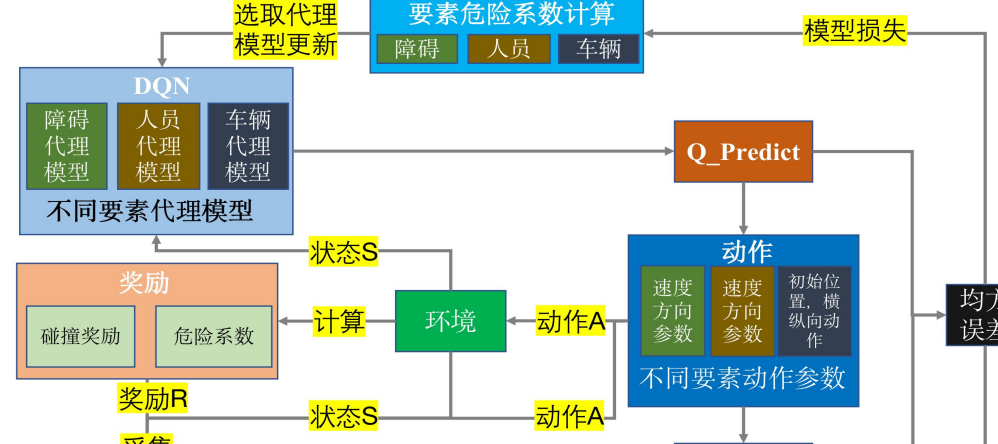 选取代理
模型更新
要素危险系数计算
障碍
人员
车辆
模型损失
DQN
障碍
代理
模型
人员
代理
模型
车辆
代理
模型
不同要素代理模型
Q_Predict
状态S
动作
速度
方向
参数
速度
方向
参数
初始位
置，横
纵向动
作
不同要素动作参数
奖励
碰撞奖励
危险系数
计算
环境
动作A
均方
误差
奖励R
状态S
动作A
采集